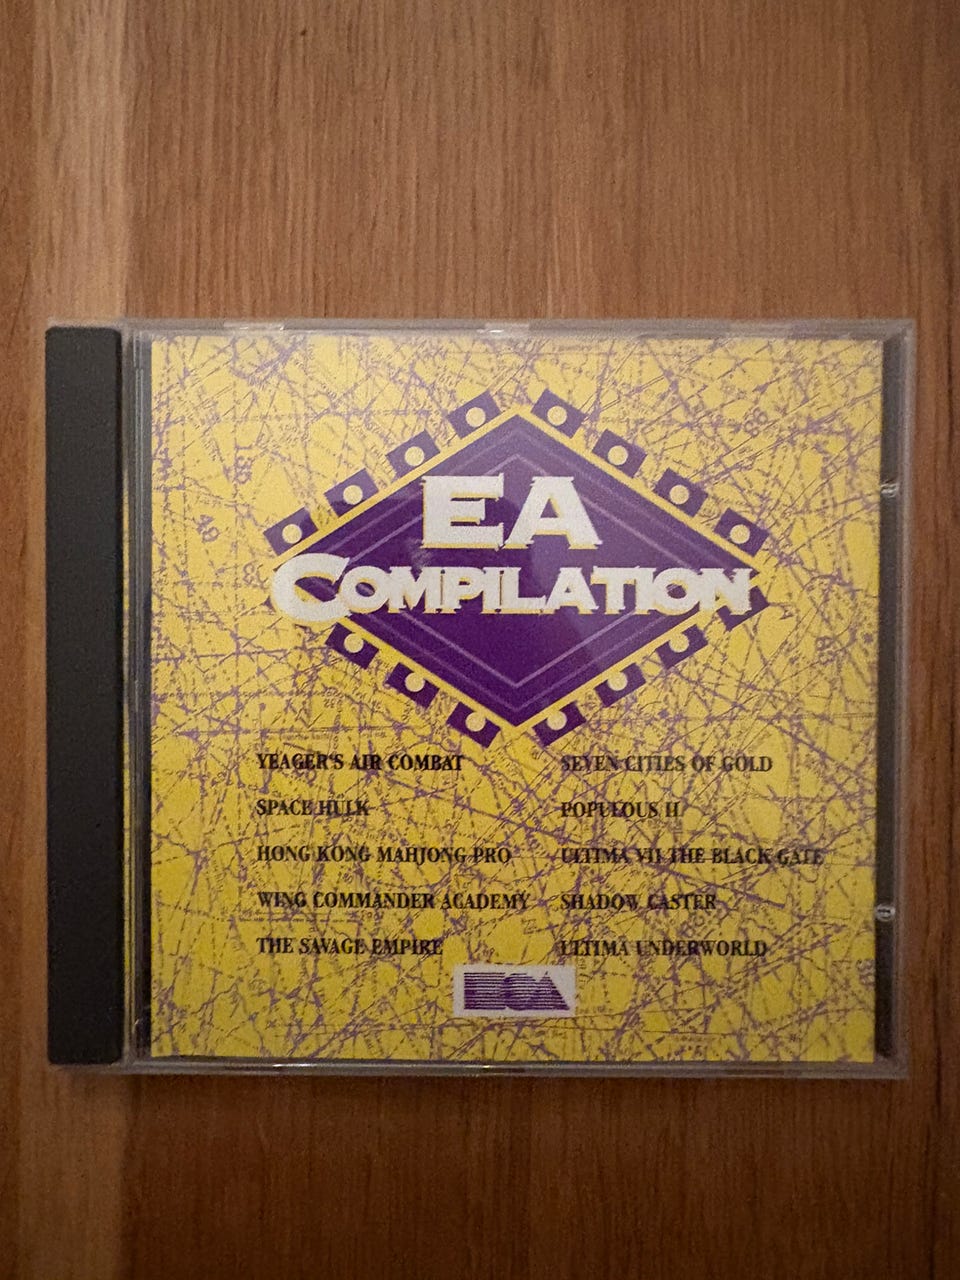 EA
COMPILATION
YEAGER'S AIR COMBAT
SPACE HULK
HONG KONG MAHJONG PRO
WING COMMANDER ACADEMY
THE SAVAGE EMPIRE
SEVEN CITIES OF GOLD
POPULOUS II
ULTIMA VII THE BLACK GATE
SHADOW CASTER
ULTIMA UNDERWORLD
EOA